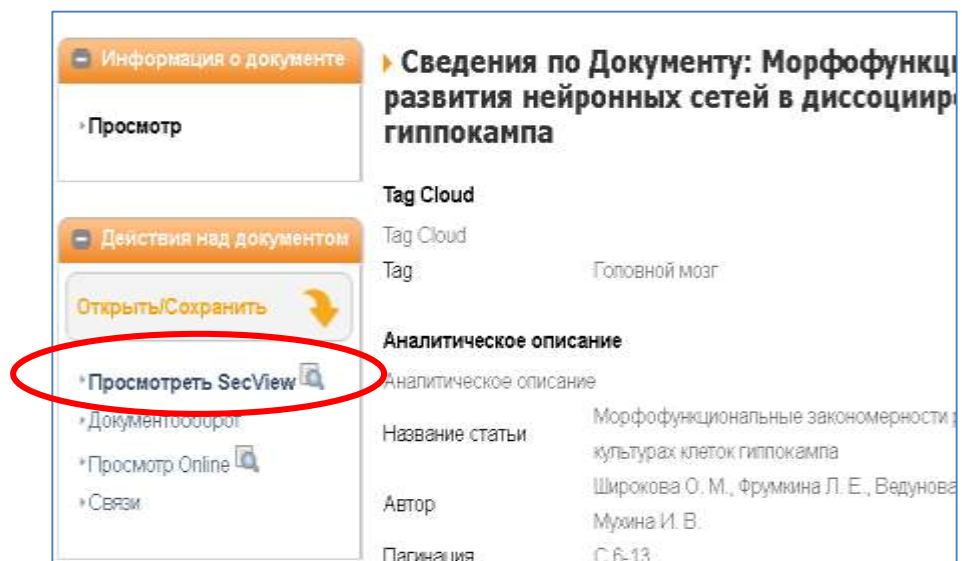 Информация о документе
Просмотр
Действия над документом
Открыть/Сохранить
Просмотреть SecView
Документооборот
Просмотр Online
Связи
Сведения по Документу: Морфофункци
развития нейронных сетей в диссоцииро
гиппокампа
Tag Cloud
Tag Cloud
Tag Головной мозг
Аналитическое описание
Аналитическое описание
Название статьи Морфофункциональные закономерности
культурах клеток гиппокампа
Автор Широкова О. М., Фрумкина Л. Е., Ведунова
Мухина И. В.
Пагинация С.6-13